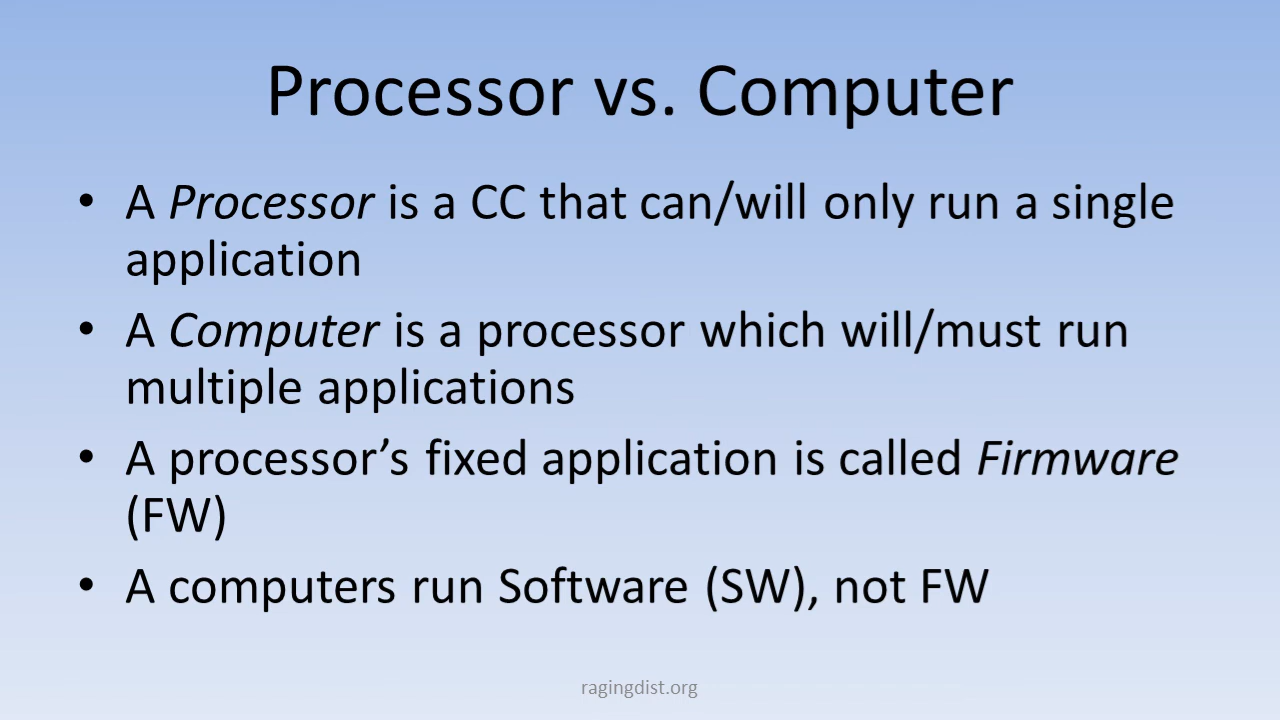 Processor vs. Computer
• A Processor is a CC that can/will only run a single
application
• A Computer is a processor which will/must run
multiple applications
• A processor’s fixed application is called Firmware
(FW)
• A computers run Software (SW), not FW
ragingdist.org